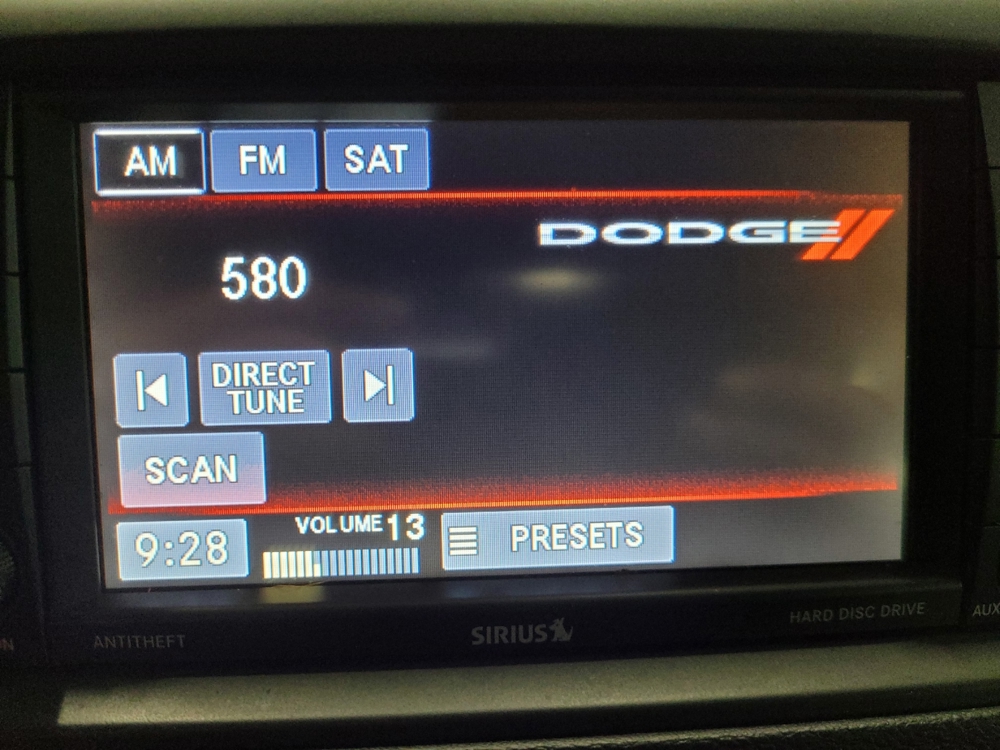 AM FM SAT
DODGE
580
DIRECT
TUNE
SCAN
9:28 VOLUME 13 PRESETS
ANTITHEFT SIRIUS HARD DISC DRIVE AUX